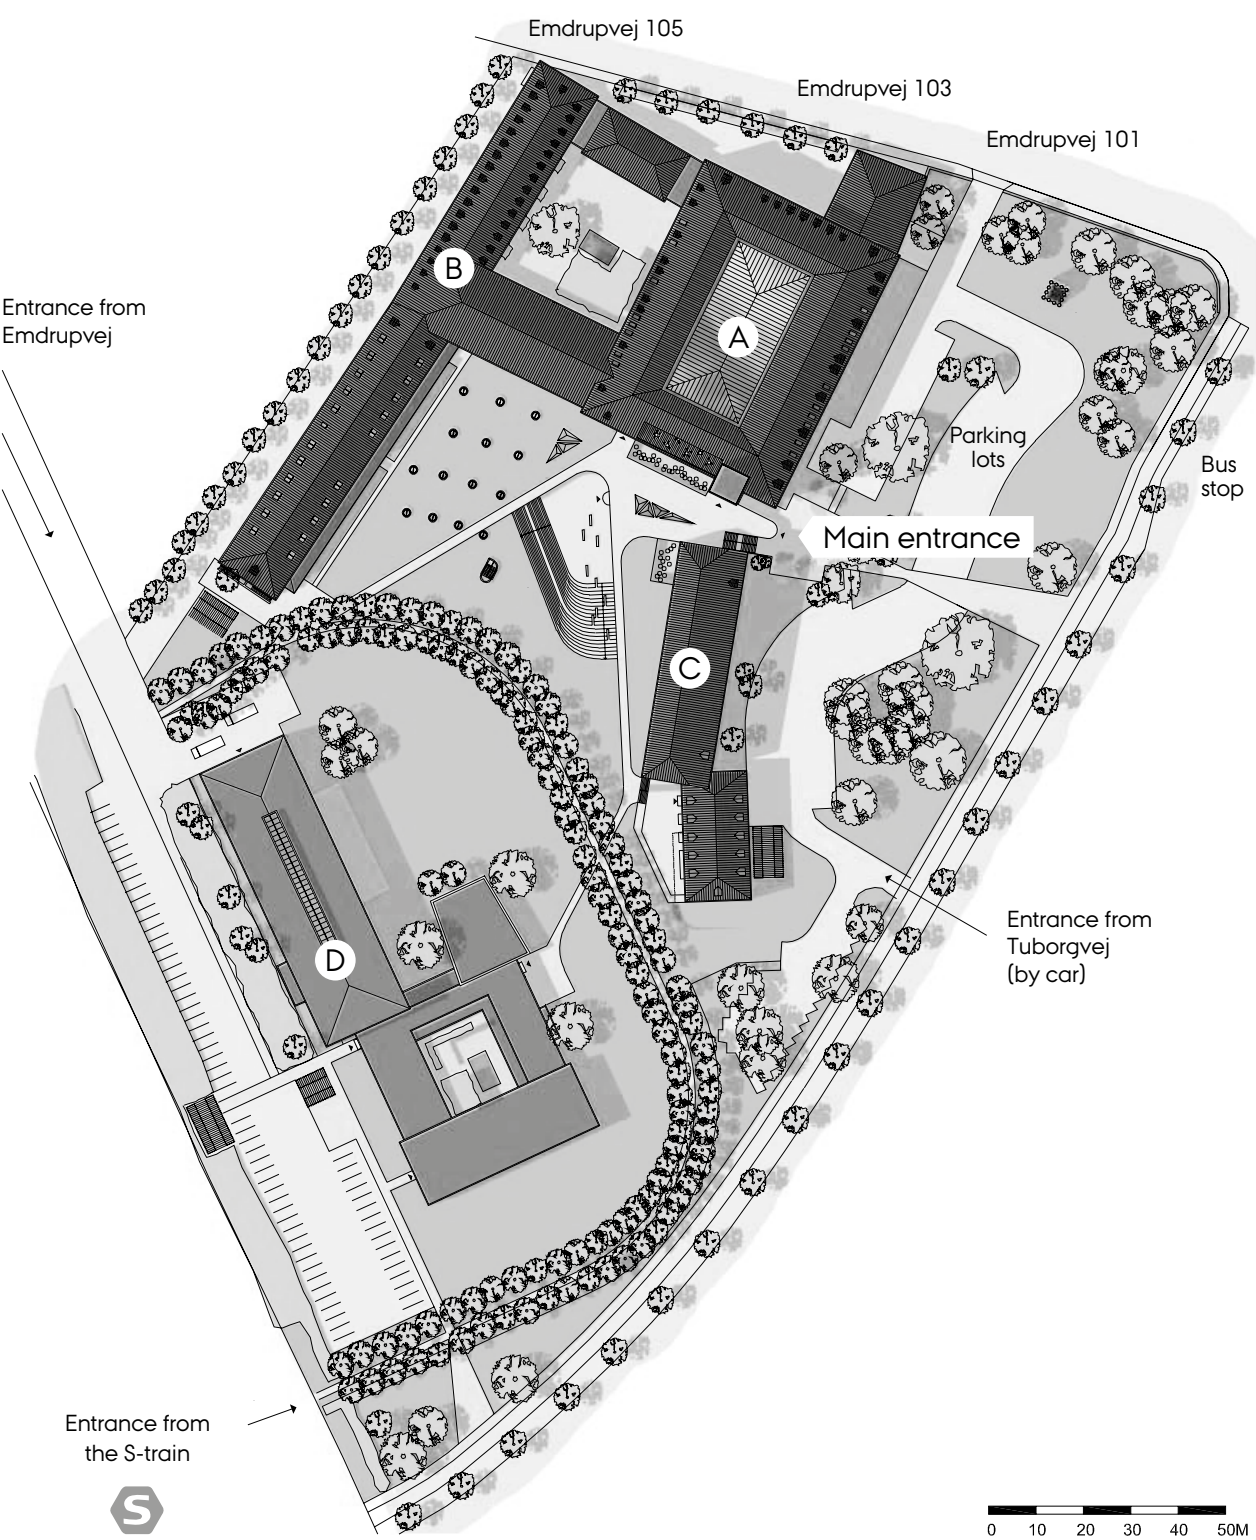 Emdrupvej 105
Emdrupvej 103
Emdrupvej 101
B
Entrance from
Emdrupvej
A
Parking
lots
Bus
stop
Main entrance
C
D
Entrance from
Tuborgvej
(by car)
Entrance from
the S-train
S
0 10 20 30 40 50M